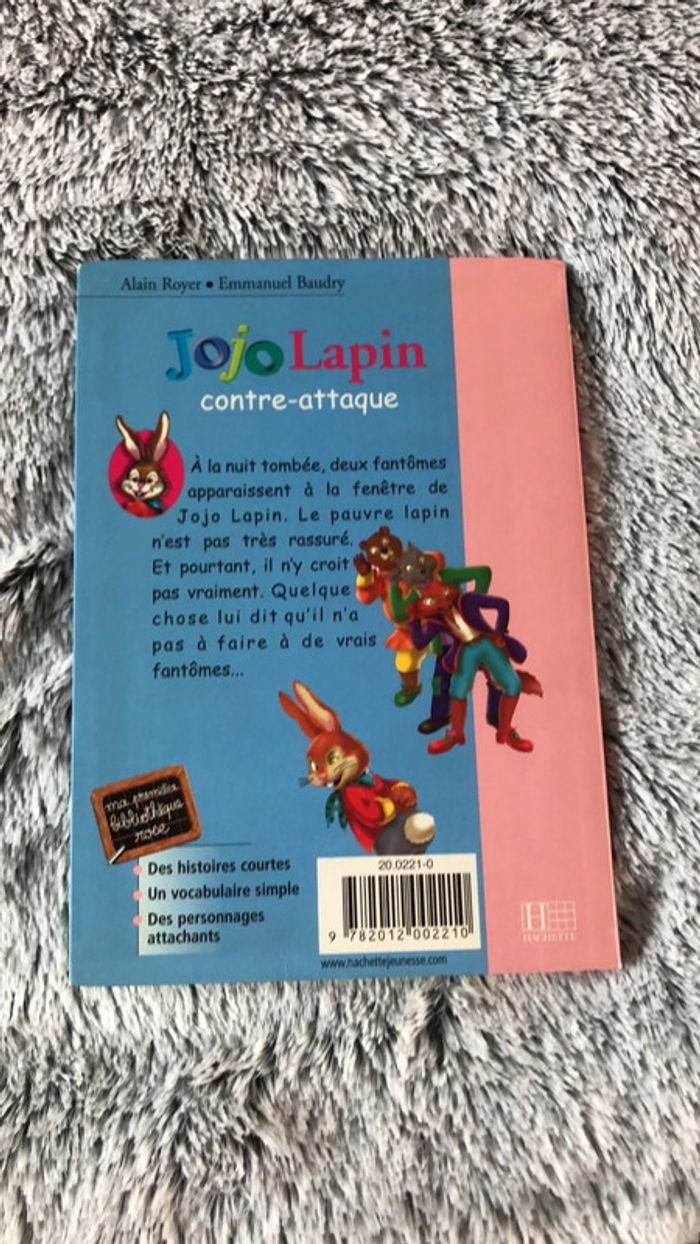 Alain Royer • Emmanuel Baudry
Jojo Lapin
contre-attaque
À la nuit tombée, deux fantômes
apparaissent à la fenêtre de
Jojo Lapin. Le pauvre lapin
n'est pas très rassuré.
Et pourtant, il n'y croit
pas vraiment. Quelque
chose lui dit qu'il n'a
pas à faire à de vrais
fantômes...
ma première
bibliothèque
rose
Des histoires courtes
Un vocabulaire simple
Des personnages
attachants
20.0221-0
9 782012 002210
www.hachettejeunesse.com
H
HACHETTE